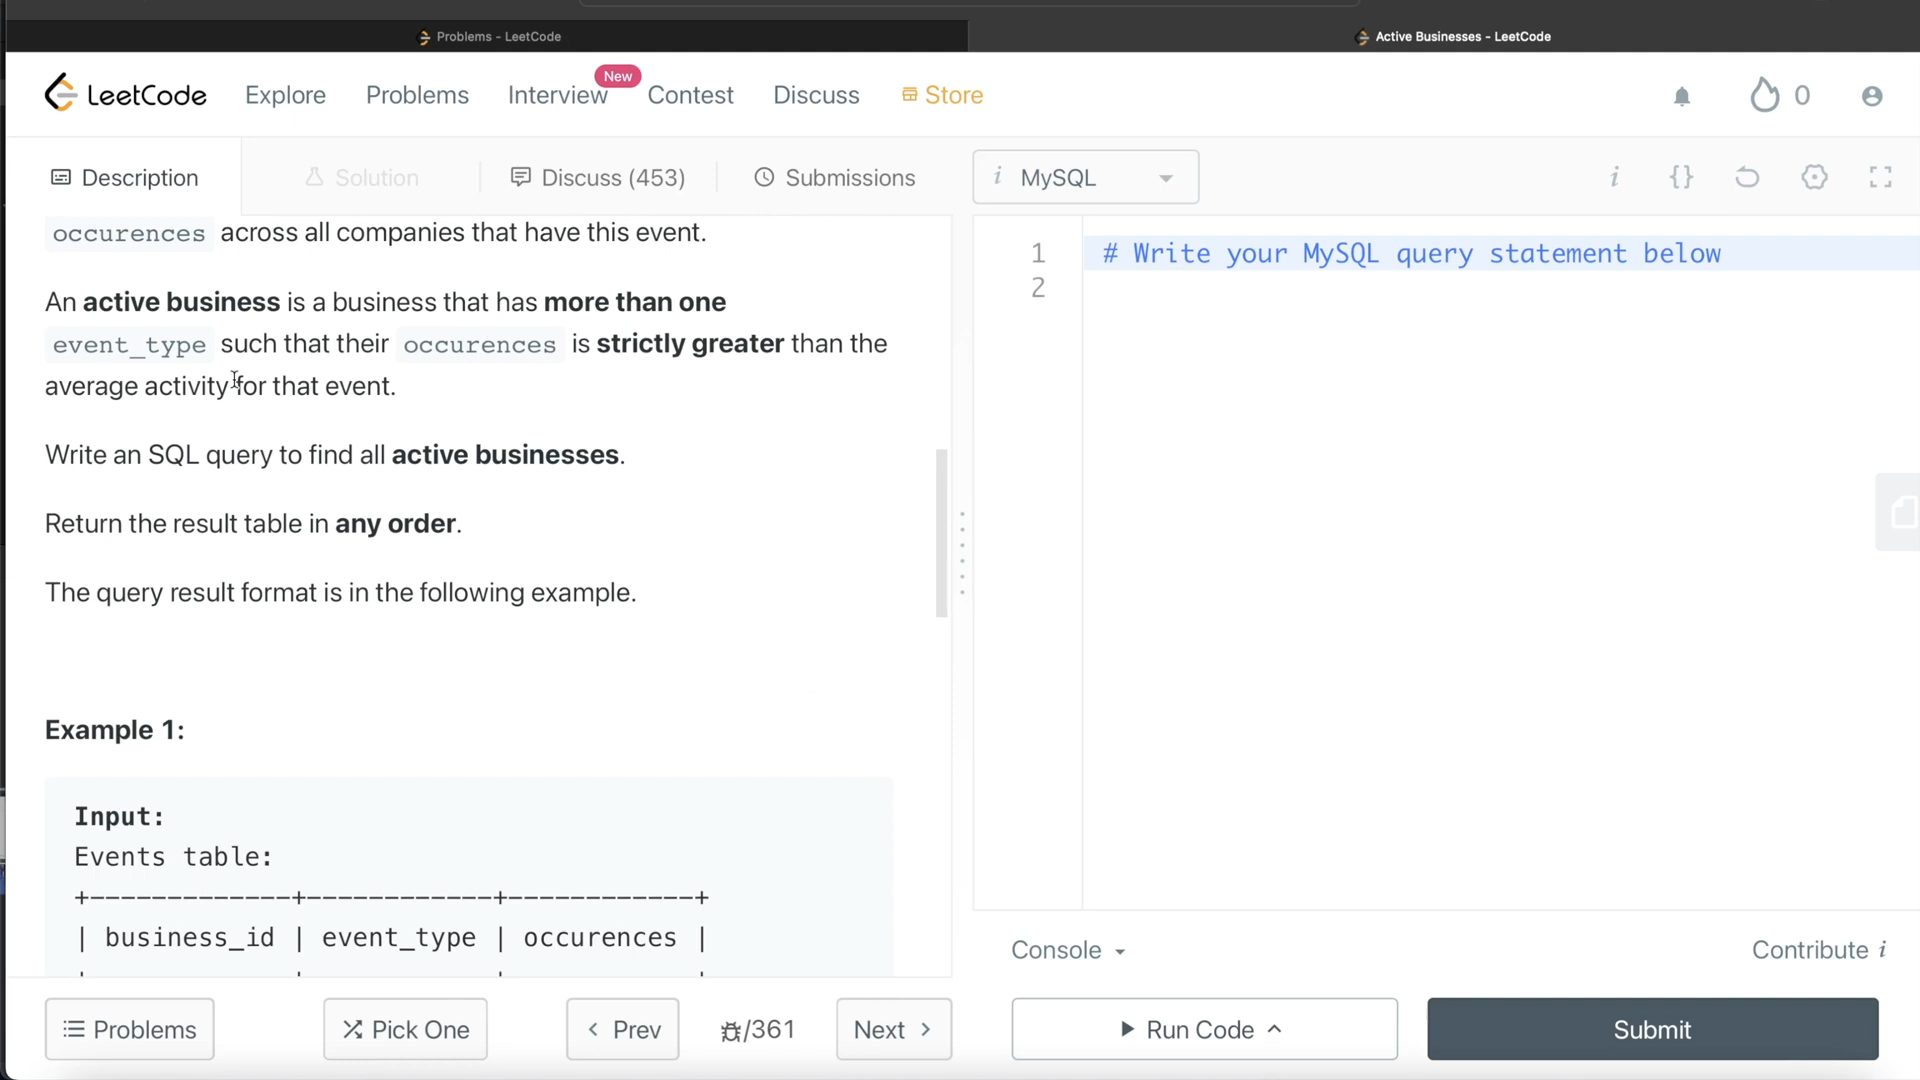 Problems - LeetCode
Active Businesses - LeetCode
LeetCode
Explore
Problems
Interview
New
Contest
Discuss
Store
0
Description
Solution
Discuss (453)
Submissions
i MySQL
i {}
occurences across all companies that have this event.
An active business is a business that has more than one
event_type such that their occurences is strictly greater than the
average activity for that event.
Write an SQL query to find all active businesses.
Return the result table in any order.
The query result format is in the following example.
Example 1:
Input:
Events table:
+-------------+------------+------------+
| business_id | event_type | occurences |
1 # Write your MySQL query statement below
2
Console
Contribute i
Problems
Pick One
< Prev
/361
Next >
Run Code
Submit